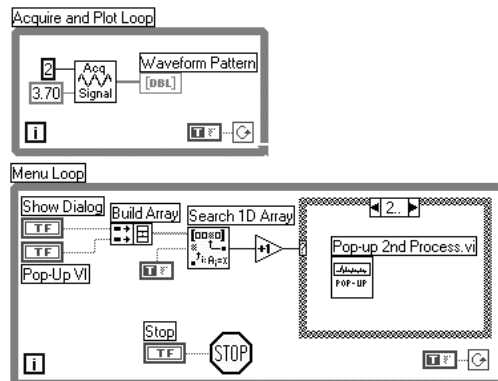 Acquire and Plot Loop
2
3.70
Acq
Signal
Waveform Pattern
[DBL]
i
T F
Menu Loop
Show Dialog
TF
TF
Pop-Up VI
Build Array
Search 1D Array
T F
+1
2..
Pop-up 2nd Process.vi
POP-UP
Stop
TF
STOP
i
T F